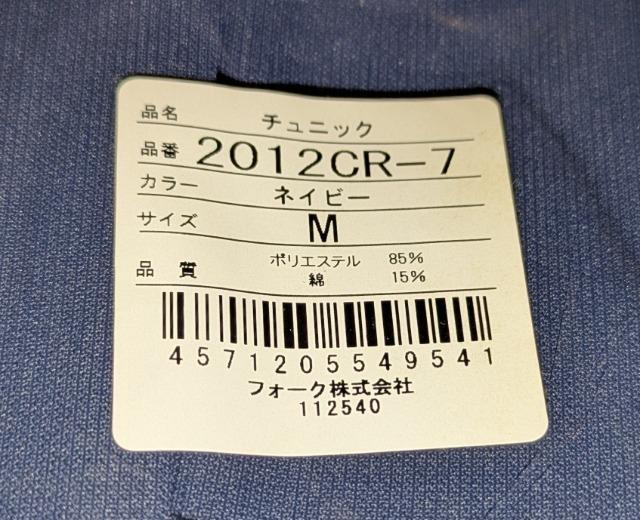 品名 チュニック
品番 2012CR-7
カラー ネイビー
サイズ M
品質 ポリエステル 85%
綿 15%
4571205549541
フォーク株式会社
112540